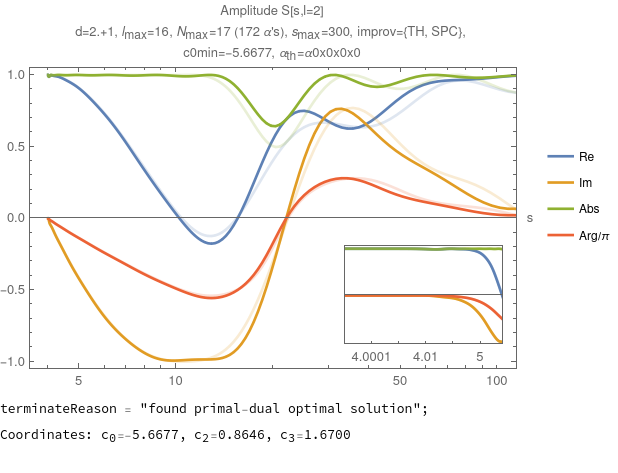 Amplitude S[s,l=2]
d=2.+1, lmax=16, Nmax=17 (172 α's), smax=300, improv={TH, SPC},
c0min=−5.6677, αth=α0x0x0x0
1.0
0.5
0.0
−0.5
−1.0
5
10
50
100
s
Re
Im
Abs
Arg/π
4.0001
4.01
5
terminateReason = "found primal-dual optimal solution";
Coordinates: c0=-5.6677, c2=0.8646, c3=1.6700